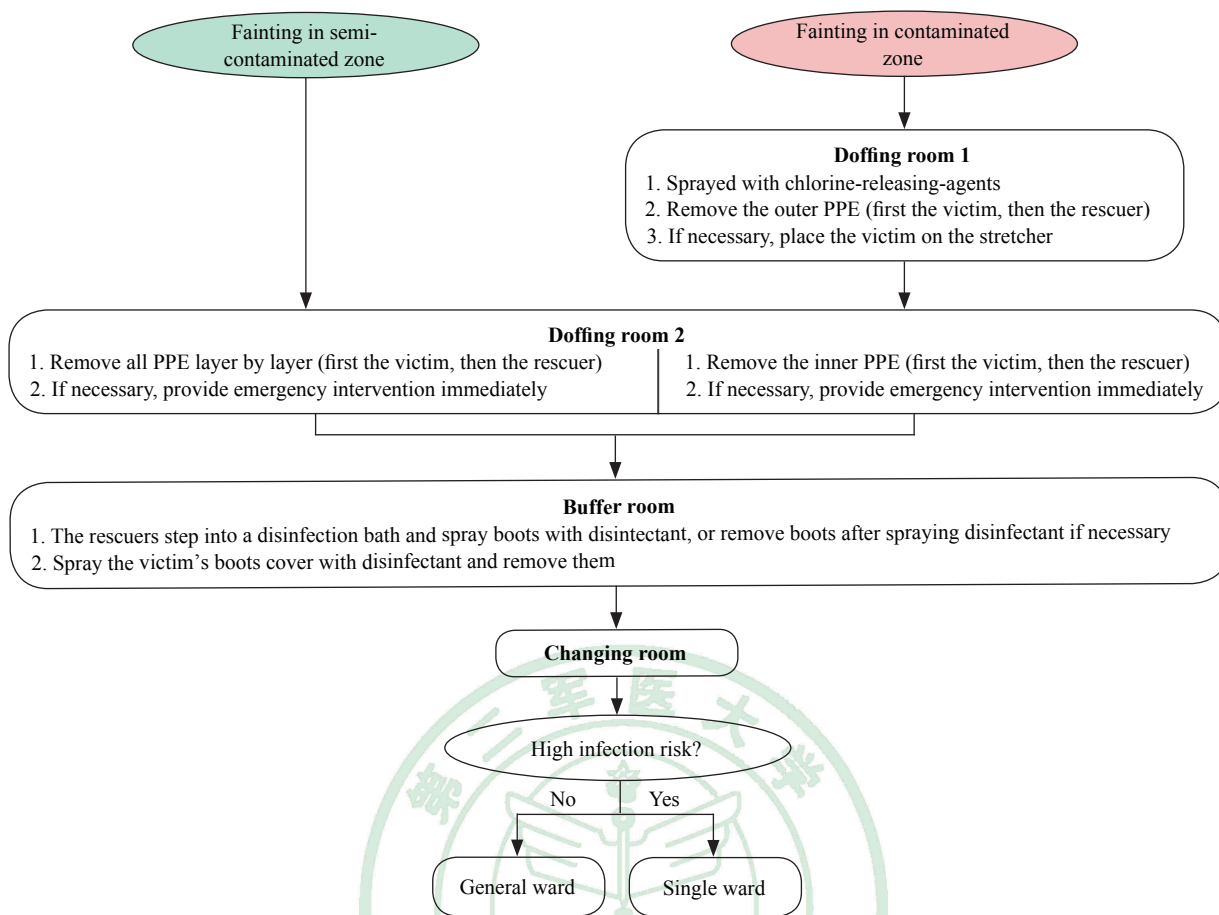 Fainting in semi-
contaminated zone
Fainting in contaminated
zone
Doffing room 1
1. Sprayed with chlorine-releasing-agents
2. Remove the outer PPE (first the victim, then the rescuer)
3. If necessary, place the victim on the stretcher
Doffing room 2
1. Remove all PPE layer by layer (first the victim, then the rescuer)
2. If necessary, provide emergency intervention immediately
1. Remove the inner PPE (first the victim, then the rescuer)
2. If necessary, provide emergency intervention immediately
Buffer room
1. The rescuers step into a disinfection bath and spray boots with disintectant, or remove boots after spraying disinfectant if necessary
2. Spray the victim's boots cover with disinfectant and remove them
Changing room
第二军医大学
High infection risk?
No
Yes
General ward
Single ward